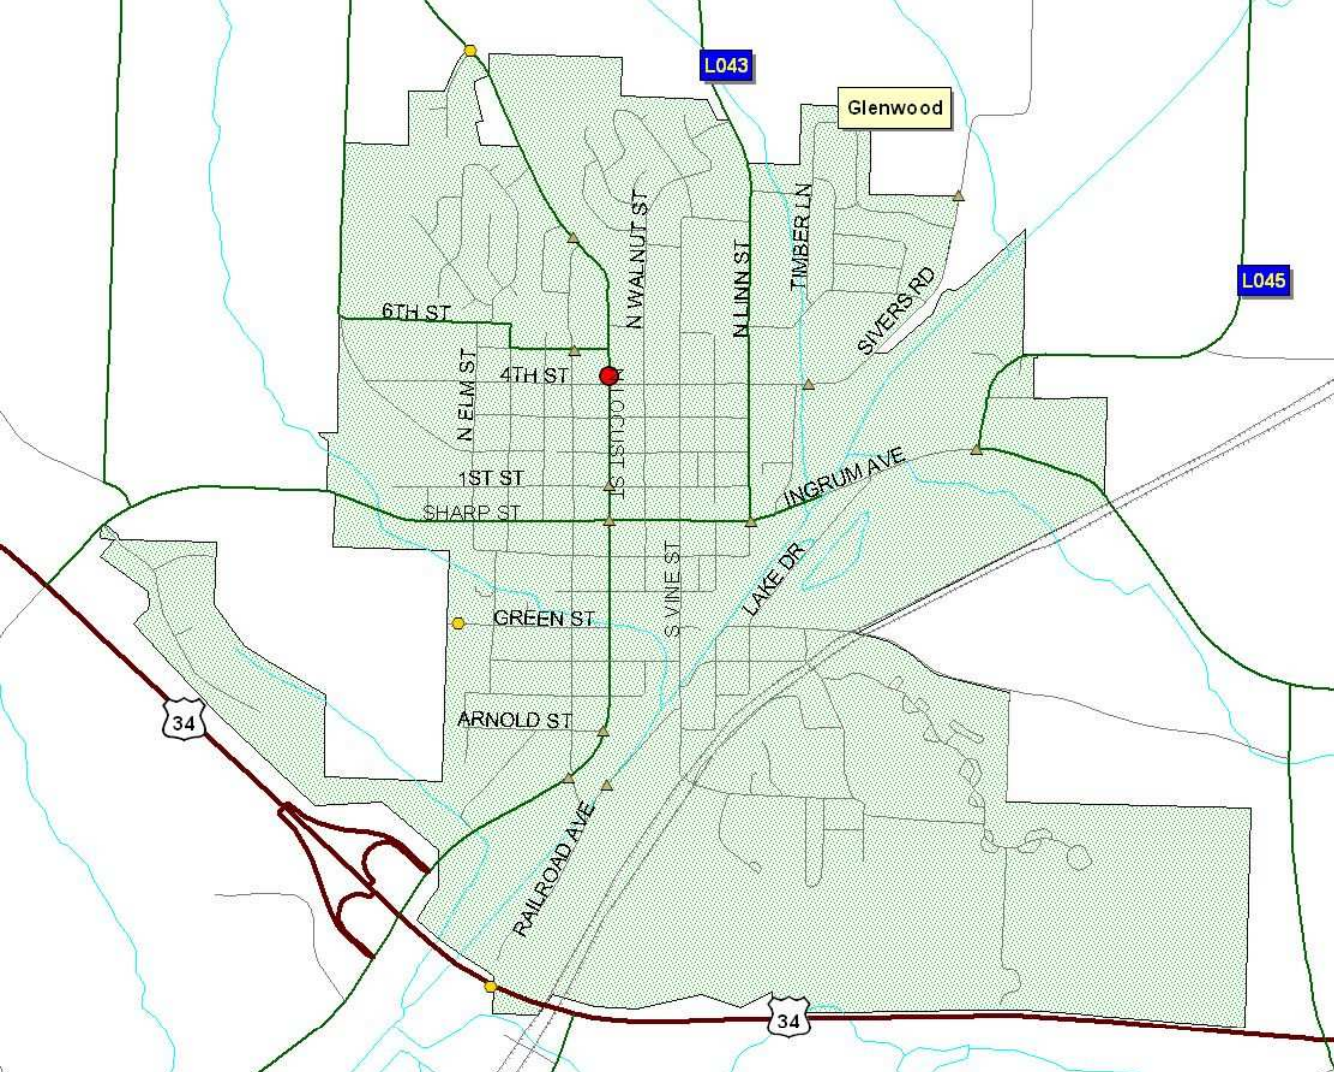 L043
Glenwood
N WALNUT ST
TIMBER LN
N LINN ST
SIVERS RD
L045
6TH ST
N ELM ST
4TH ST
N LOCUST ST
1ST ST
INGRUM AVE
SHARP ST
S VINE ST
LAKE DR
GREEN ST
34
ARNOLD ST
RAILROAD AVE
34